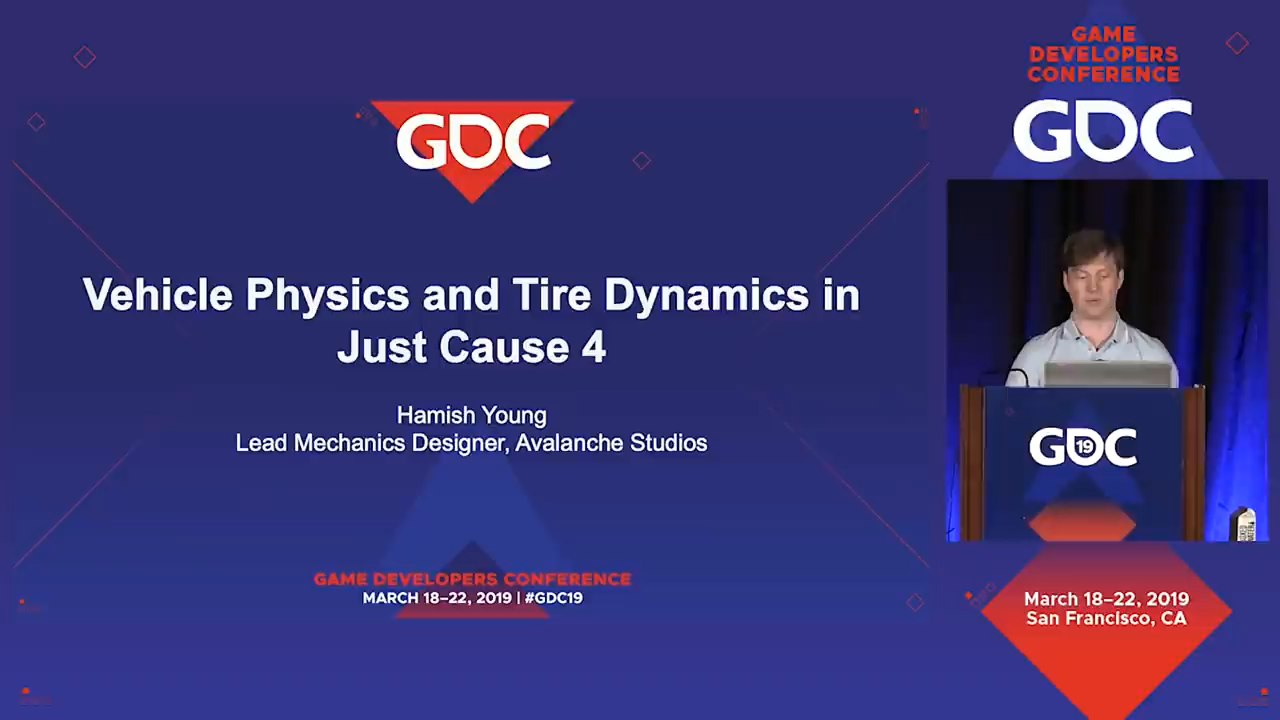 GDC
Vehicle Physics and Tire Dynamics in
Just Cause 4
Hamish Young
Lead Mechanics Designer, Avalanche Studios
GAME DEVELOPERS CONFERENCE
MARCH 18–22, 2019 | #GDC19
GAME
DEVELOPERS
CONFERENCE
GDC
GDC
19
March 18–22, 2019
San Francisco, CA